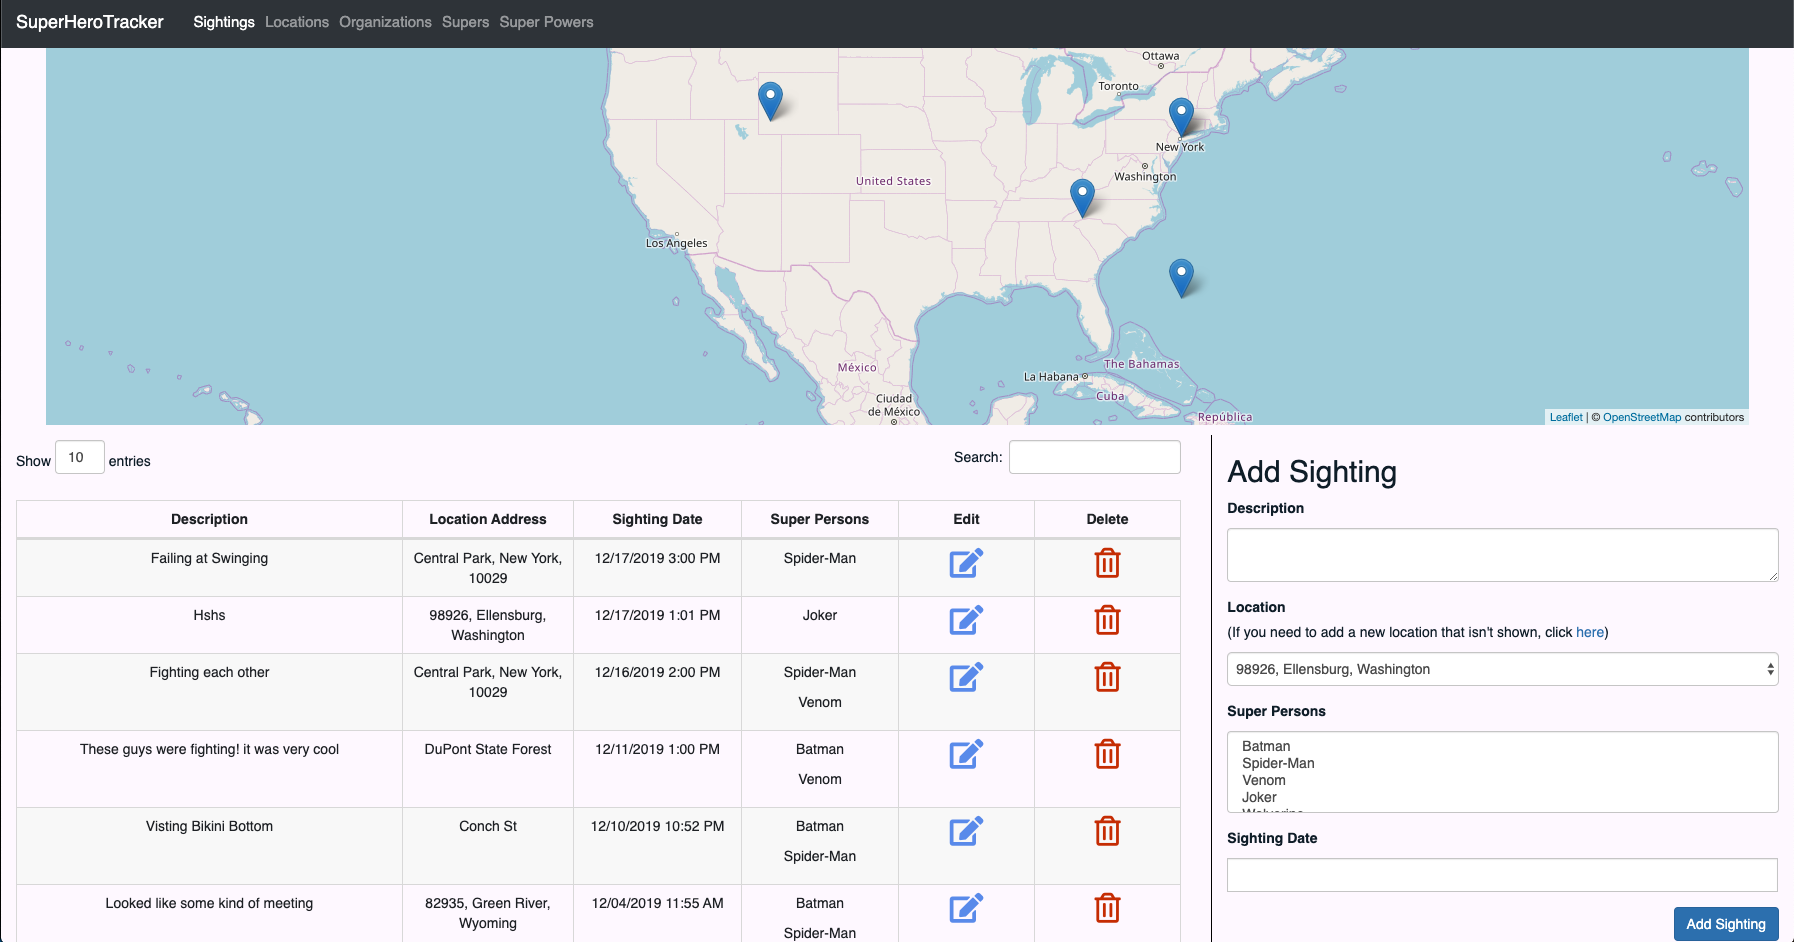 SuperHeroTracker Sightings Locations Organizations Supers Super Powers
Ottawa
Toronto
New York
Washington
United States
Los Angeles
México
La Habana
The Bahamas
Cuba
Ciudad
de México
República
Leaflet | © OpenStreetMap contributors
Show 10 entries
Search:
Description Location Address Sighting Date Super Persons Edit Delete
Failing at Swinging Central Park, New York, 12/17/2019 3:00 PM Spider-Man
10029
Hshs 98926, Ellensburg, 12/17/2019 1:01 PM Joker
Washington
Fighting each other Central Park, New York, 12/16/2019 2:00 PM Spider-Man
10029
Venom
These guys were fighting! it was very cool DuPont State Forest 12/11/2019 1:00 PM Batman
Venom
Visting Bikini Bottom Conch St 12/10/2019 10:52 PM Batman
Spider-Man
Looked like some kind of meeting 82935, Green River, 12/04/2019 11:55 AM Batman
Wyoming
Spider-Man
Add Sighting
Description
Location
(If you need to add a new location that isn't shown, click here)
98926, Ellensburg, Washington
Super Persons
Batman
Spider-Man
Venom
Joker
Sighting Date
Add Sighting